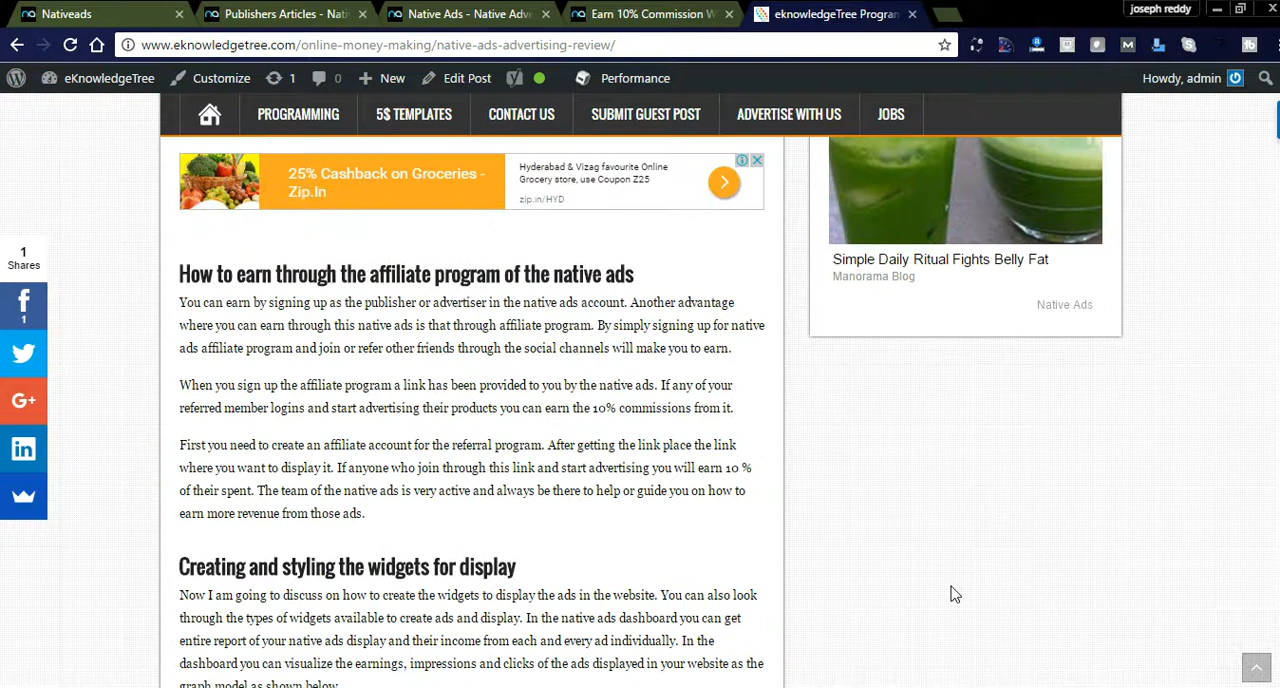 joseph reddy
Nativeads
Publishers Articles - Nativ
Native Ads - Native Adv
Earn 10% Commission W
eknowledgeTree Program
www.eknowledgetree.com/online-money-making/native-ads-advertising-review/
eKnowledgeTree
Customize
1
0
New
Edit Post
Performance
Howdy, admin
PROGRAMMING
5$ TEMPLATES
CONTACT US
SUBMIT GUEST POST
ADVERTISE WITH US
JOBS
25% Cashback on Groceries -
Zip.In
Hyderabad & Vizag favourite Online
Grocery store, use Coupon Z25
zip.in/HYD
1
Shares
f
1
G+
in
How to earn through the affiliate program of the native ads
You can earn by signing up as the publisher or advertiser in the native ads account. Another advantage
where you can earn through this native ads is that through affiliate program. By simply signing up for native
ads affiliate program and join or refer other friends through the social channels will make you to earn.
When you sign up the affiliate program a link has been provided to you by the native ads. If any of your
referred member logins and start advertising their products you can earn the 10% commissions from it.
First you need to create an affiliate account for the referral program. After getting the link place the link
where you want to display it. If anyone who join through this link and start advertising you will earn 10 %
of their spent. The team of the native ads is very active and always be there to help or guide you on how to
earn more revenue from those ads.
Creating and styling the widgets for display
Now I am going to discuss on how to create the widgets to display the ads in the website. You can also look
through the types of widgets available to create ads and display. In the native ads dashboard you can get
entire report of your native ads display and their income from each and every ad individually. In the
dashboard you can visualize the earnings, impressions and clicks of the ads displayed in your website as the
graph model as shown below
Simple Daily Ritual Fights Belly Fat
Manorama Blog
Native Ads